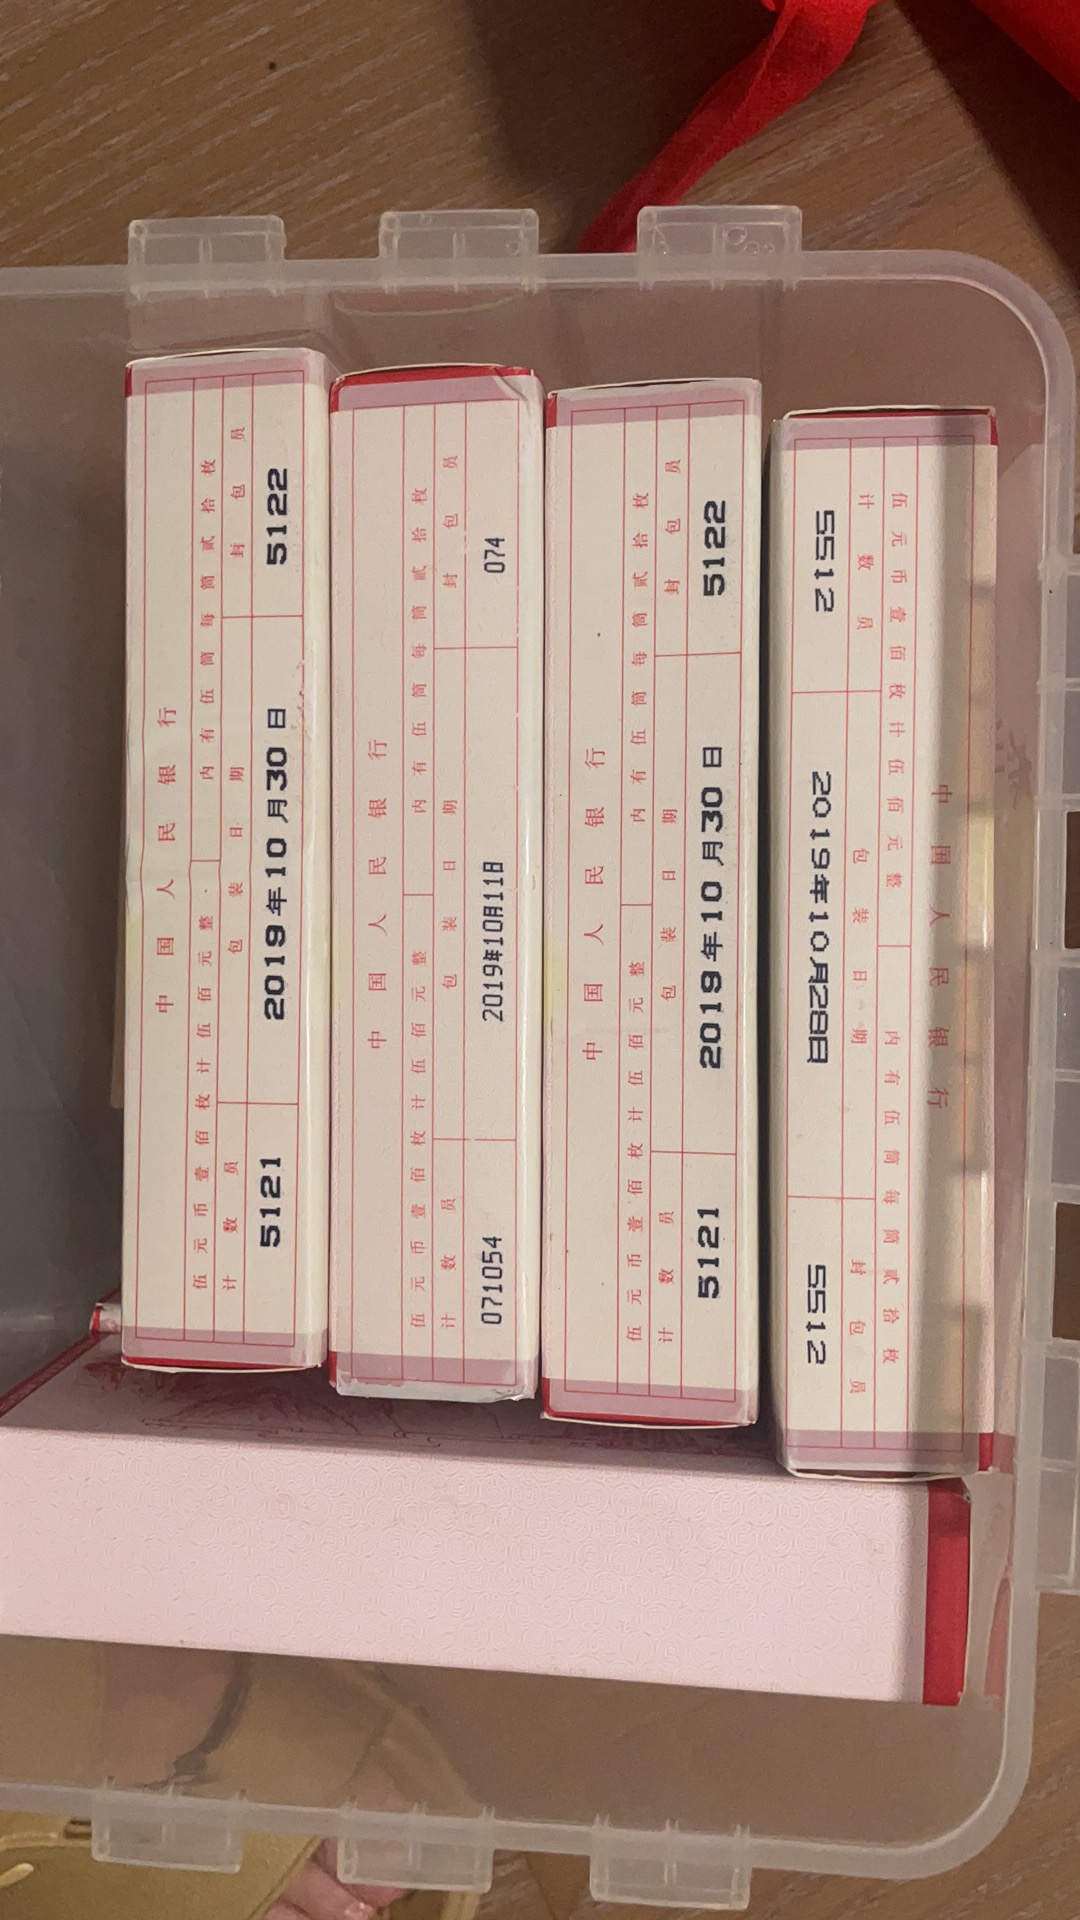 中国人民银行
伍元币壹佰枚计伍佰元整 内有伍筒每筒贰拾枚
计数员 包装日期 封包员
5121 2019年10月30日 5122
中国人民银行
伍元币壹佰枚计伍佰元整 内有伍筒每筒贰拾枚
计数员 包装日期 封包员
071054 2019年10月11日 074
中国人民银行
伍元币壹佰枚计伍佰元整 内有伍筒每筒贰拾枚
计数员 包装日期 封包员
5121 2019年10月30日 5122
中国人民银行
伍元币壹佰枚计伍佰元整 内有伍筒每筒贰拾枚
计数员 包装日期 封包员
5512 2019年10月28日 5512